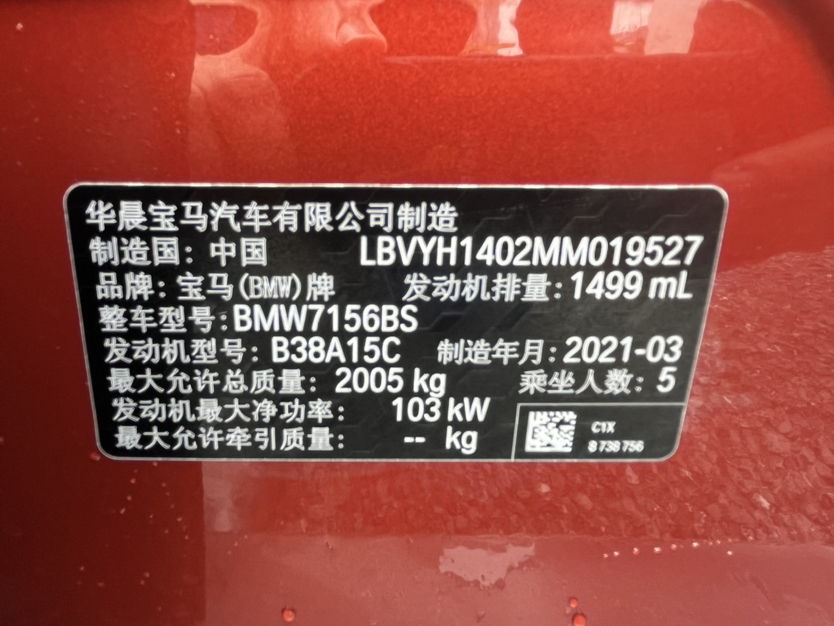 华晨宝马汽车有限公司制造
制造国：中国 LBVYH1402MM019527
品牌：宝马(BMW)牌 发动机排量：1499 mL
整车型号：BMW7156BS
发动机型号：B38A15C 制造年月：2021-03
最大允许总质量：2005 kg 乘坐人数：5
发动机最大净功率：103 kW
最大允许牵引质量：-- kg
C1X
8 738 756